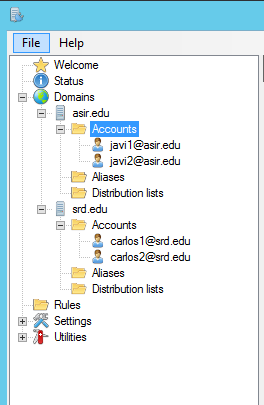 File Help
Welcome
Status
Domains
asir.edu
Accounts
javi1@asir.edu
javi2@asir.edu
Aliases
Distribution lists
srd.edu
Accounts
carlos1@srd.edu
carlos2@srd.edu
Aliases
Distribution lists
Rules
Settings
Utilities